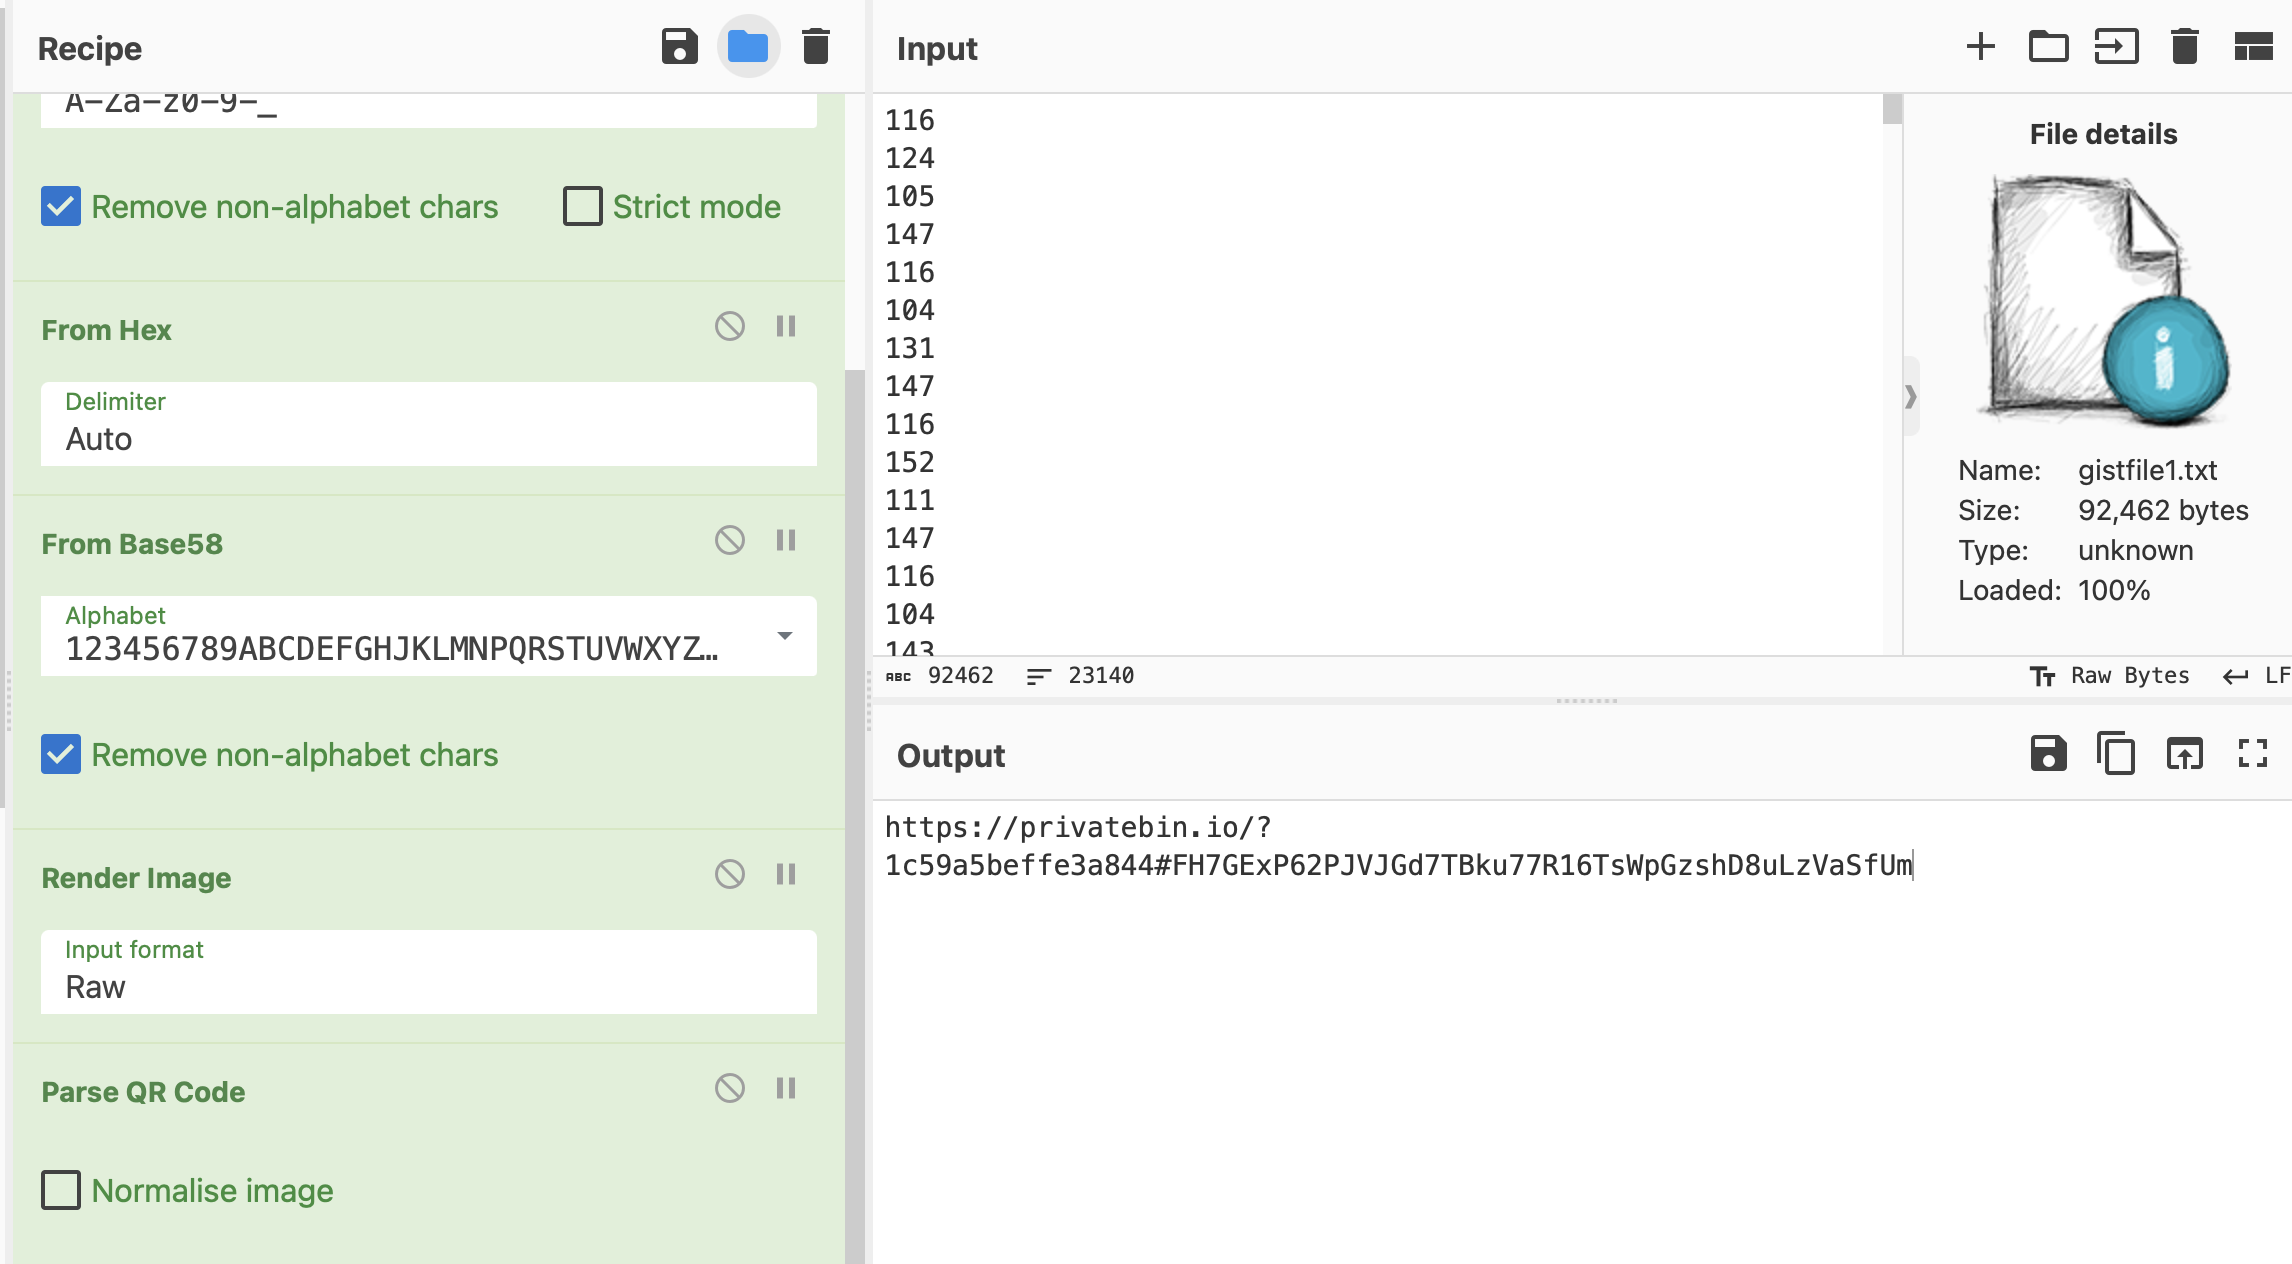 Recipe
A-Za-z0-9-_
Remove non-alphabet chars
Strict mode
From Hex
Delimiter
Auto
From Base58
Alphabet
123456789ABCDEFGHJKLMNPQRSTUVWXYZ…
Remove non-alphabet chars
Render Image
Input format
Raw
Parse QR Code
Normalise image
Input
116
124
105
147
116
104
131
147
116
152
111
147
116
104
143
File details
Name: gistfile1.txt
Size: 92,462 bytes
Type: unknown
Loaded: 100%
ABC 92462 23140
Raw Bytes LF
Output
https://privatebin.io/?
1c59a5beffe3a844#FH7GExP62PJVJGd7TBku77R16TsWpGzshD8uLzVaSfUm